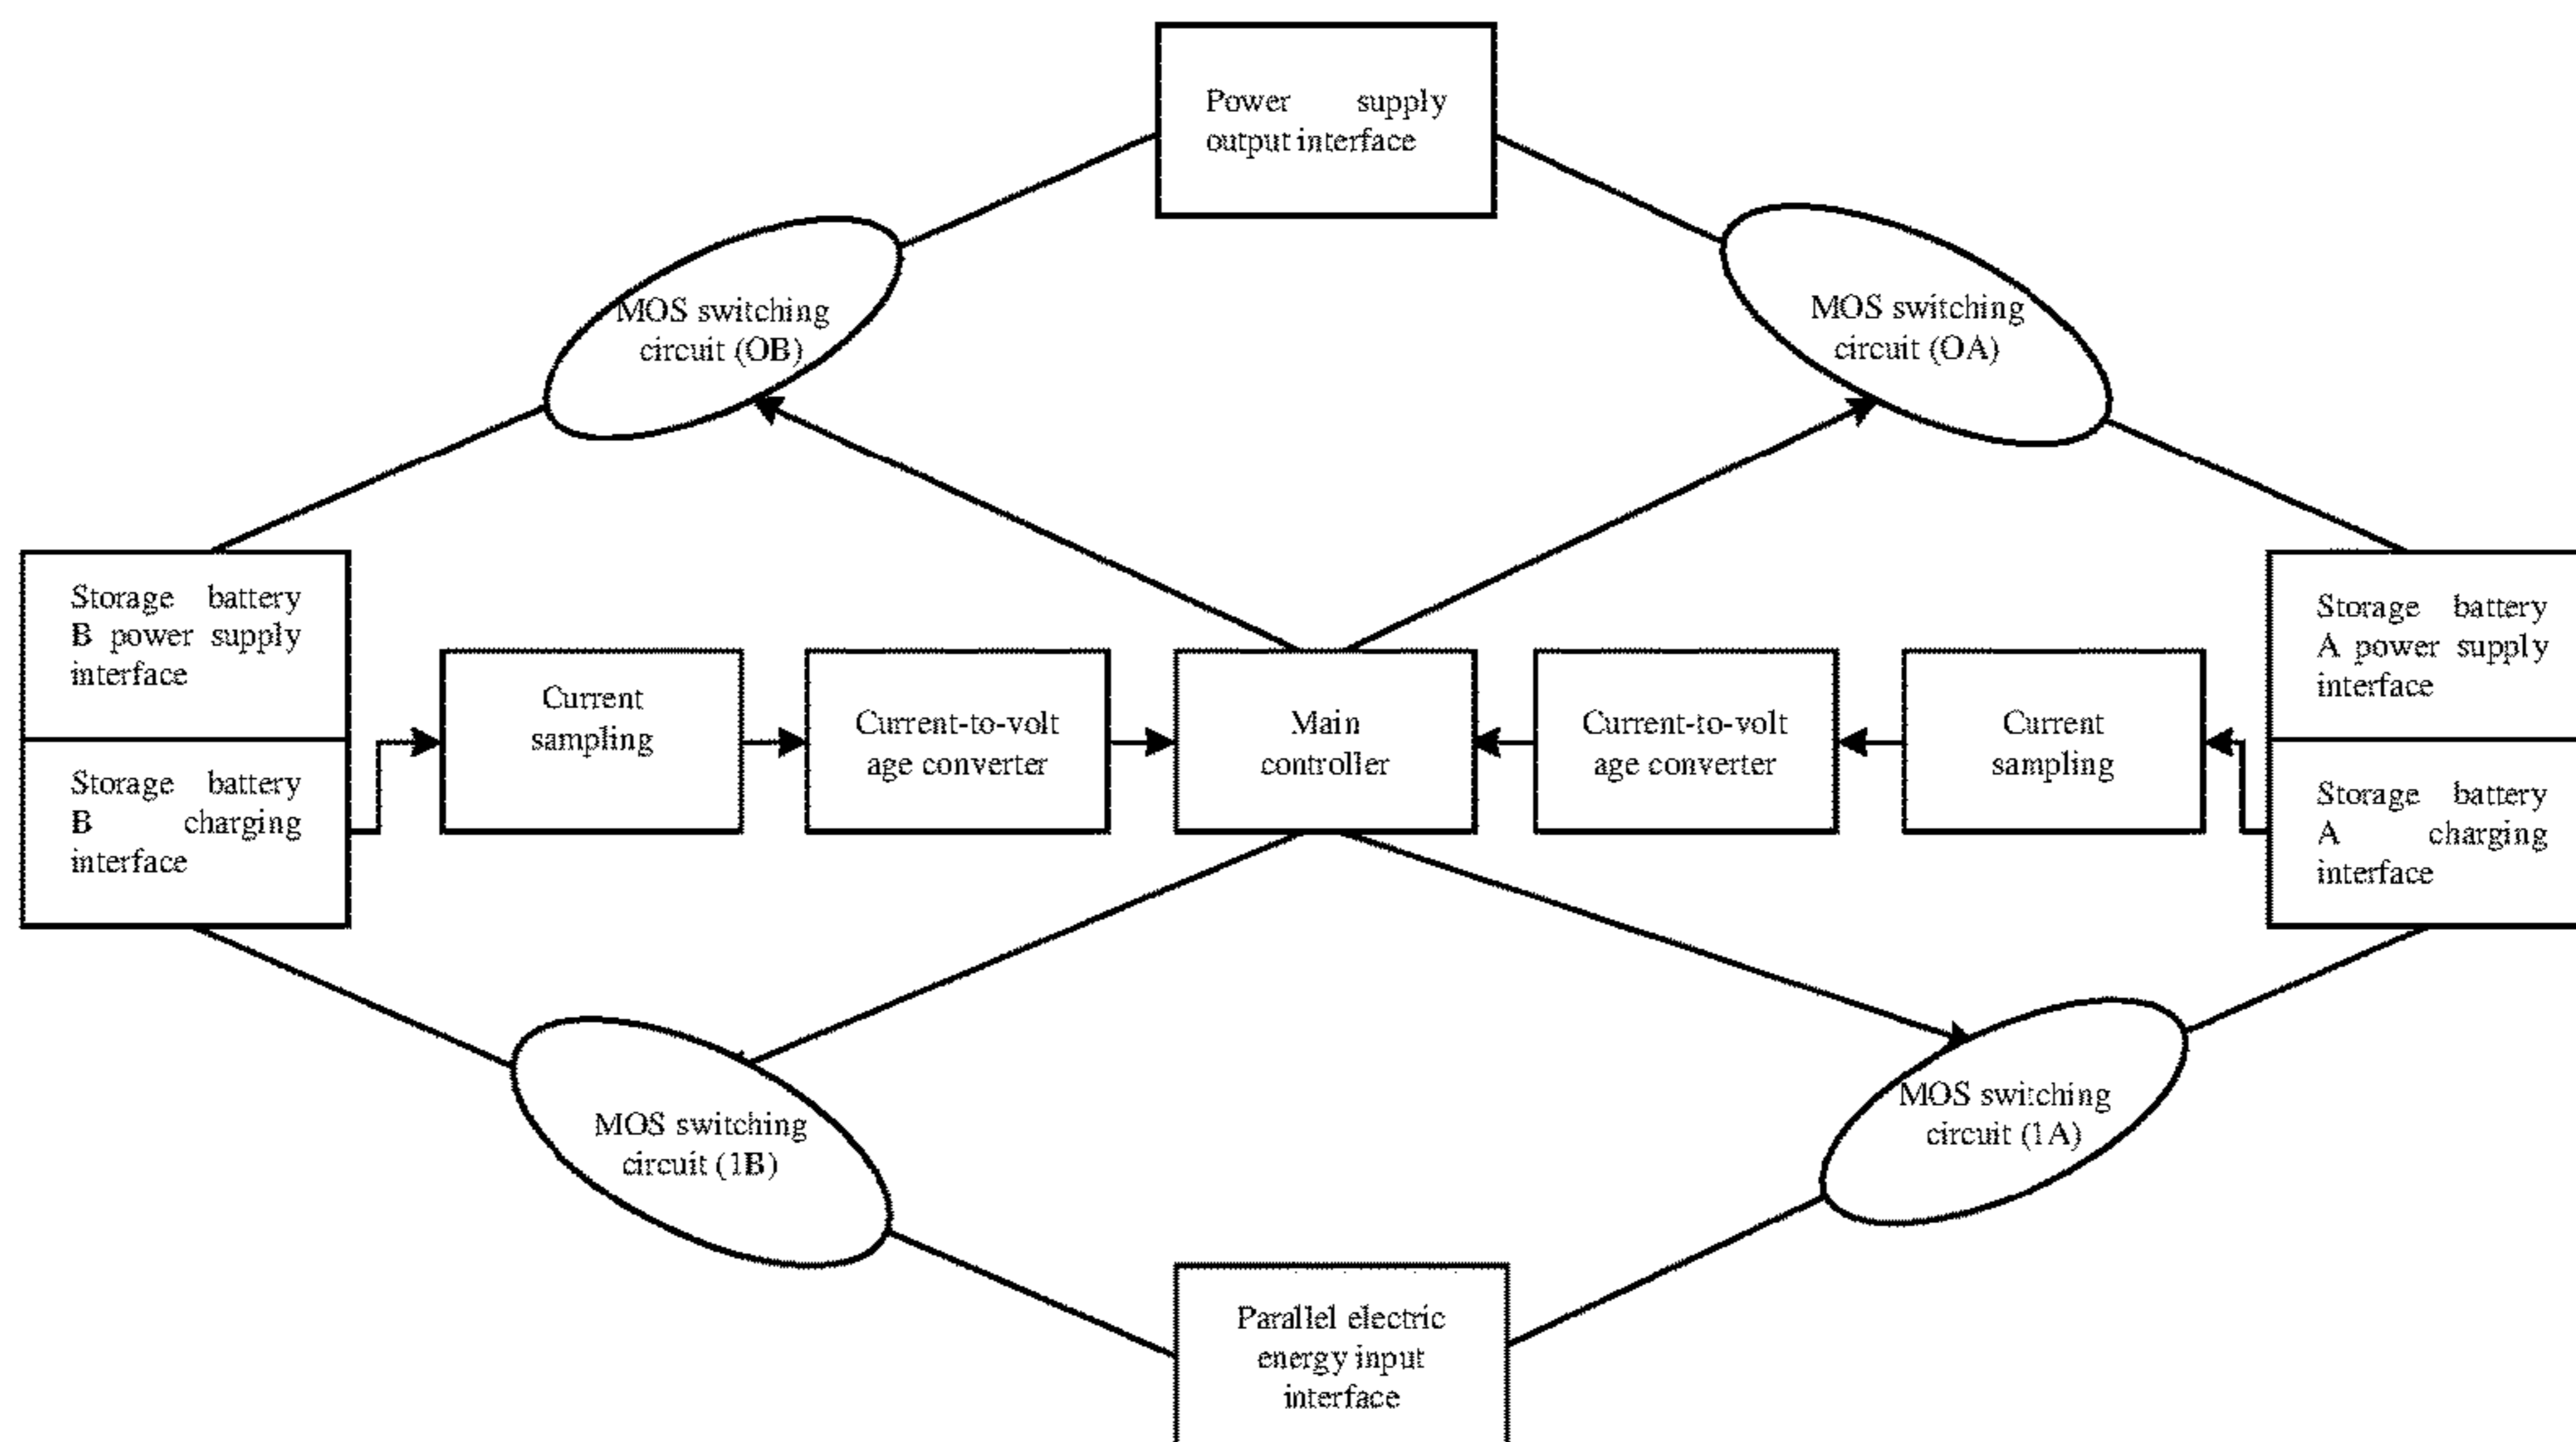 Power supply
output interface
MOS switching
circuit (OB)
MOS switching
circuit (OA)
Storage battery
B power supply
interface
Storage battery
B charging
interface
Current
sampling
Current-to-volt
age converter
Main
controller
Current-to-volt
age converter
Current
sampling
Storage battery
A power supply
interface
Storage battery
A charging
interface
MOS switching
circuit (1B)
MOS switching
circuit (1A)
Parallel electric
energy input
interface